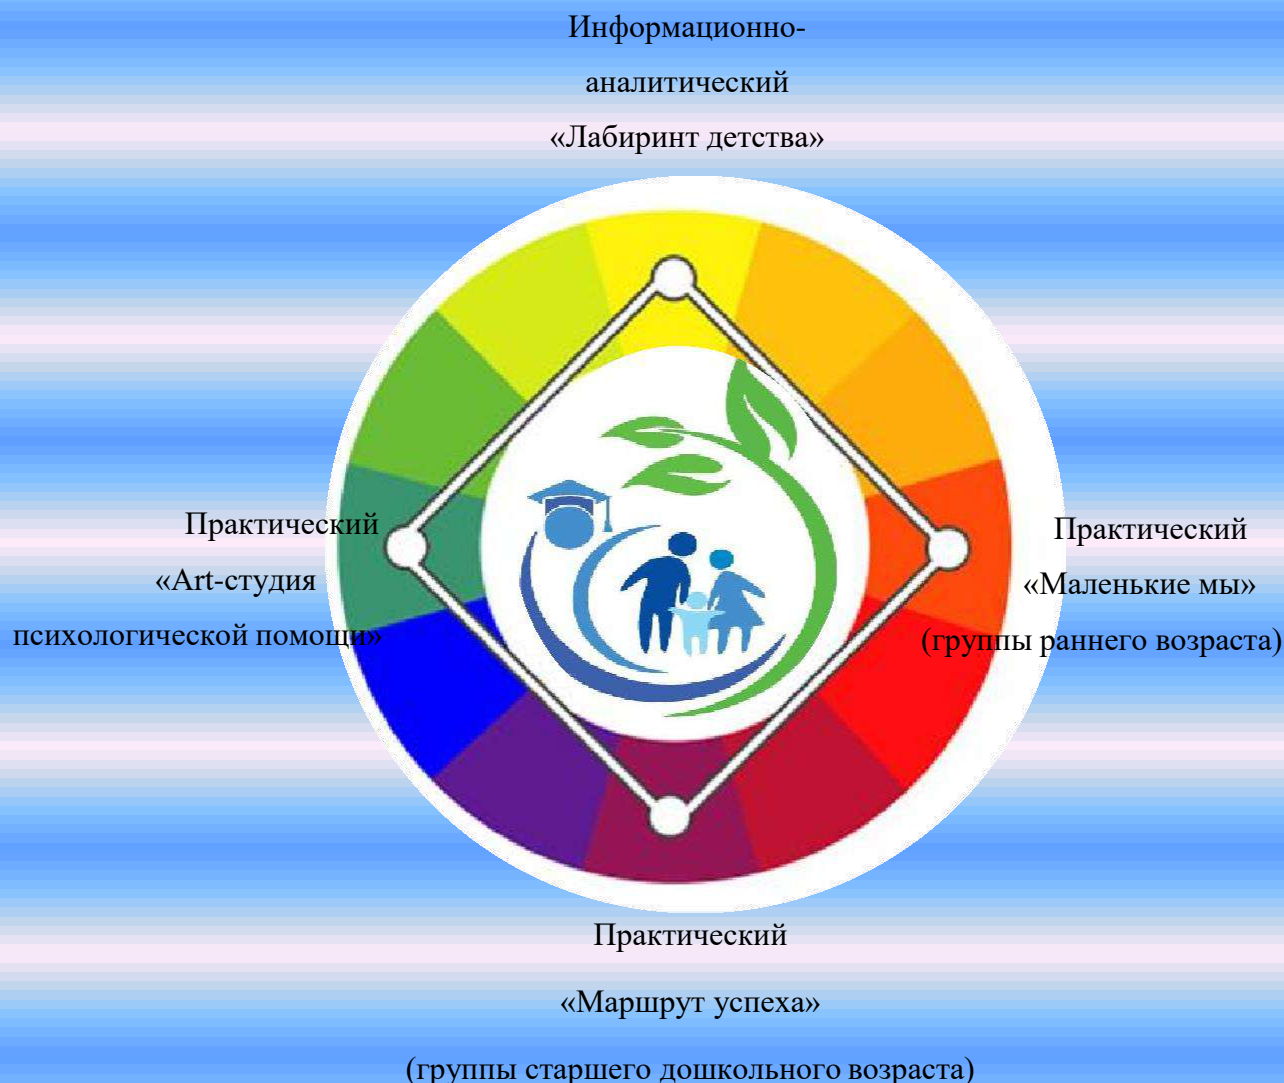 Информационно-
аналитический
«Лабиринт детства»
Практический
«Art-студия
психологической помощи»
Практический
«Маленькие мы»
(группы раннего возраста)
Практический
«Маршрут успеха»
(группы старшего дошкольного возраста)